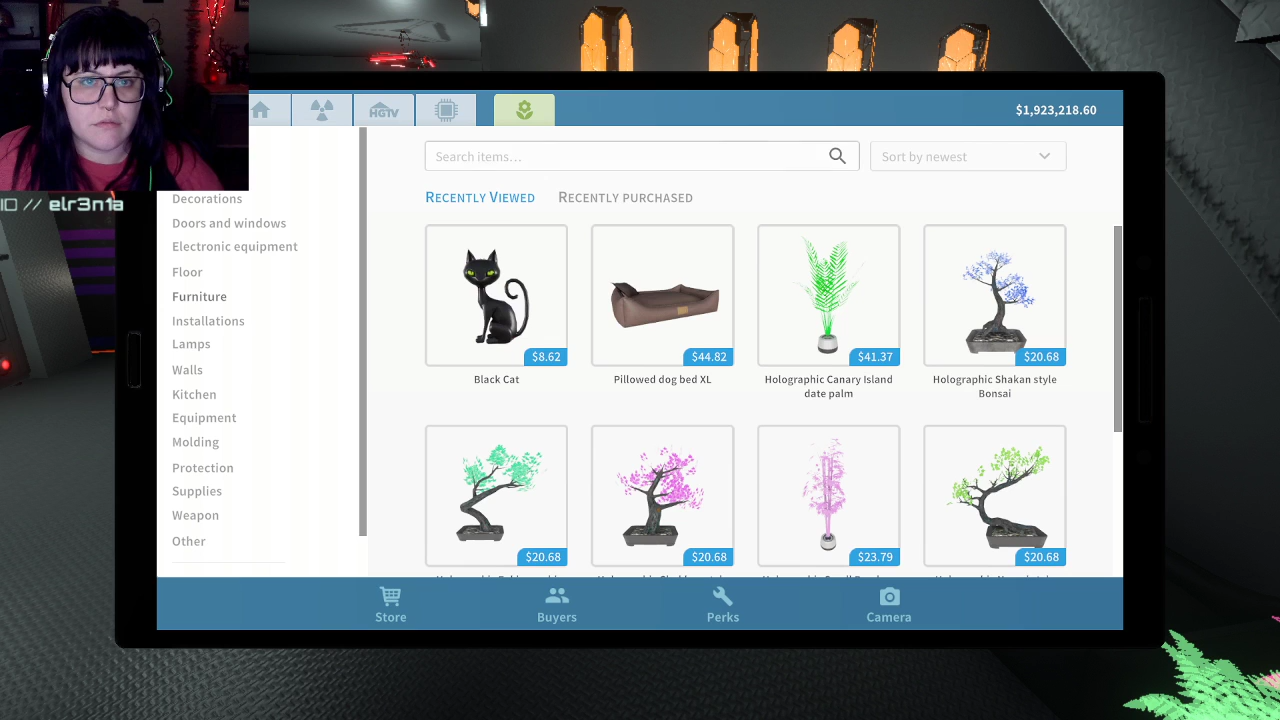 HGTV
$1,923,218.60
Search items...
Sort by newest
RECENTLY VIEWED
RECENTLY PURCHASED
// elr3n1a
Decorations
Doors and windows
Electronic equipment
Floor
Furniture
Installations
Lamps
Walls
Kitchen
Equipment
Molding
Protection
Supplies
Weapon
Other
$8.62
$44.82
$41.37
$20.68
Black Cat
Pillowed dog bed XL
Holographic Canary Island
date palm
Holographic Shakan style
Bonsai
$20.68
$20.68
$23.79
$20.68
Store
Buyers
Perks
Camera